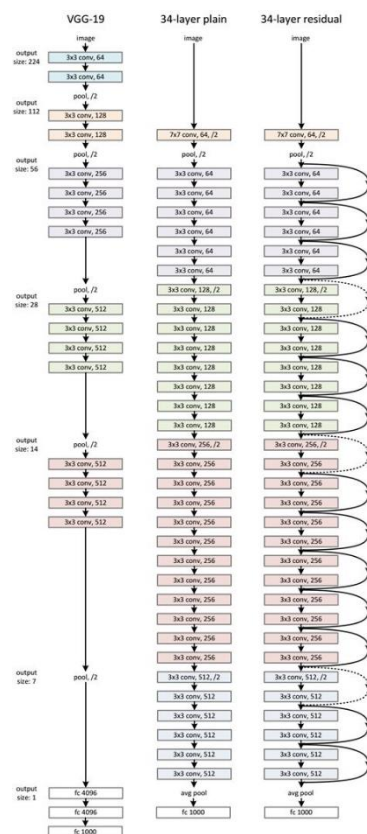 VGG-19
34-layer plain
34-layer residual
output
size: 224
image
3x3 conv, 64
3x3 conv, 64
pool, /2
output
size: 112
3x3 conv, 128
3x3 conv, 128
pool, /2
output
size: 56
3x3 conv, 256
3x3 conv, 256
3x3 conv, 256
3x3 conv, 256
pool, /2
output
size: 28
3x3 conv, 512
3x3 conv, 512
3x3 conv, 512
3x3 conv, 512
pool, /2
output
size: 14
3x3 conv, 512
3x3 conv, 512
3x3 conv, 512
3x3 conv, 512
pool, /2
output
size: 7
output
size: 1
fc 4096
fc 4096
fc 1000
image
7x7 conv, 64, /2
pool, /2
3x3 conv, 64
3x3 conv, 64
3x3 conv, 64
3x3 conv, 64
3x3 conv, 64
3x3 conv, 64
3x3 conv, 128, /2
3x3 conv, 128
3x3 conv, 128
3x3 conv, 128
3x3 conv, 128
3x3 conv, 128
3x3 conv, 128
3x3 conv, 128
3x3 conv, 256, /2
3x3 conv, 256
3x3 conv, 256
3x3 conv, 256
3x3 conv, 256
3x3 conv, 256
3x3 conv, 256
3x3 conv, 256
3x3 conv, 256
3x3 conv, 256
3x3 conv, 256
3x3 conv, 256
3x3 conv, 512, /2
3x3 conv, 512
3x3 conv, 512
3x3 conv, 512
3x3 conv, 512
3x3 conv, 512
avg pool
fc 1000
image
7x7 conv, 64, /2
pool, /2
3x3 conv, 64
3x3 conv, 64
3x3 conv, 64
3x3 conv, 64
3x3 conv, 64
3x3 conv, 64
3x3 conv, 128, /2
3x3 conv, 128
3x3 conv, 128
3x3 conv, 128
3x3 conv, 128
3x3 conv, 128
3x3 conv, 128
3x3 conv, 128
3x3 conv, 256, /2
3x3 conv, 256
3x3 conv, 256
3x3 conv, 256
3x3 conv, 256
3x3 conv, 256
3x3 conv, 256
3x3 conv, 256
3x3 conv, 256
3x3 conv, 256
3x3 conv, 256
3x3 conv, 256
3x3 conv, 512, /2
3x3 conv, 512
3x3 conv, 512
3x3 conv, 512
3x3 conv, 512
3x3 conv, 512
avg pool
fc 1000